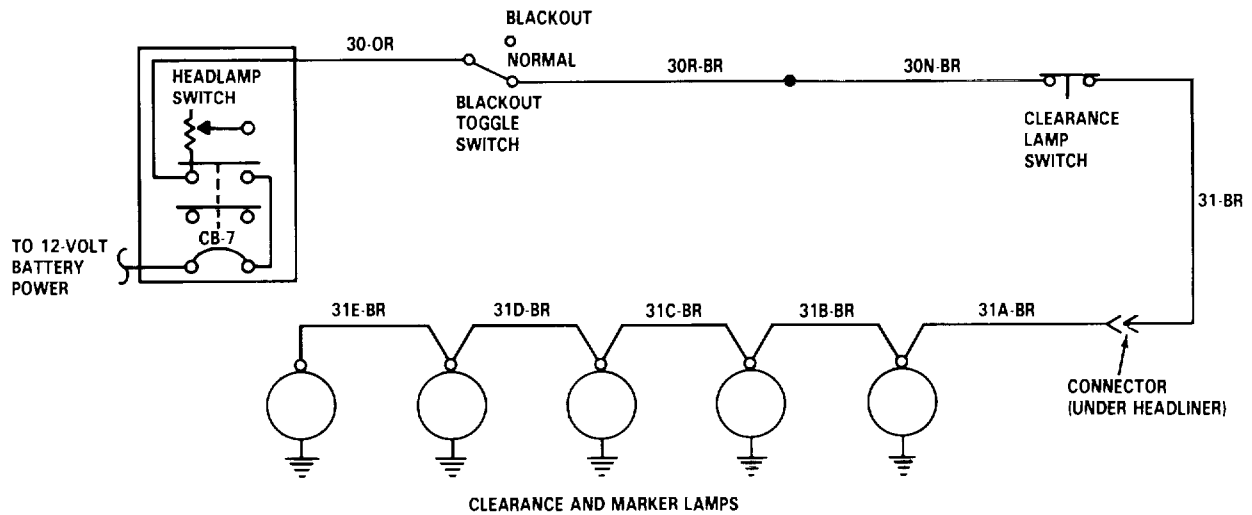 BLACKOUT
30-OR
NORMAL
30R-BR
30N-BR
HEADLAMP
SWITCH
BLACKOUT
TOGGLE
SWITCH
CLEARANCE
LAMP
SWITCH
31-BR
CB-7
TO 12-VOLT
BATTERY
POWER
31E-BR
31D-BR
31C-BR
31B-BR
31A-BR
CONNECTOR
(UNDER HEADLINER)
CLEARANCE AND MARKER LAMPS